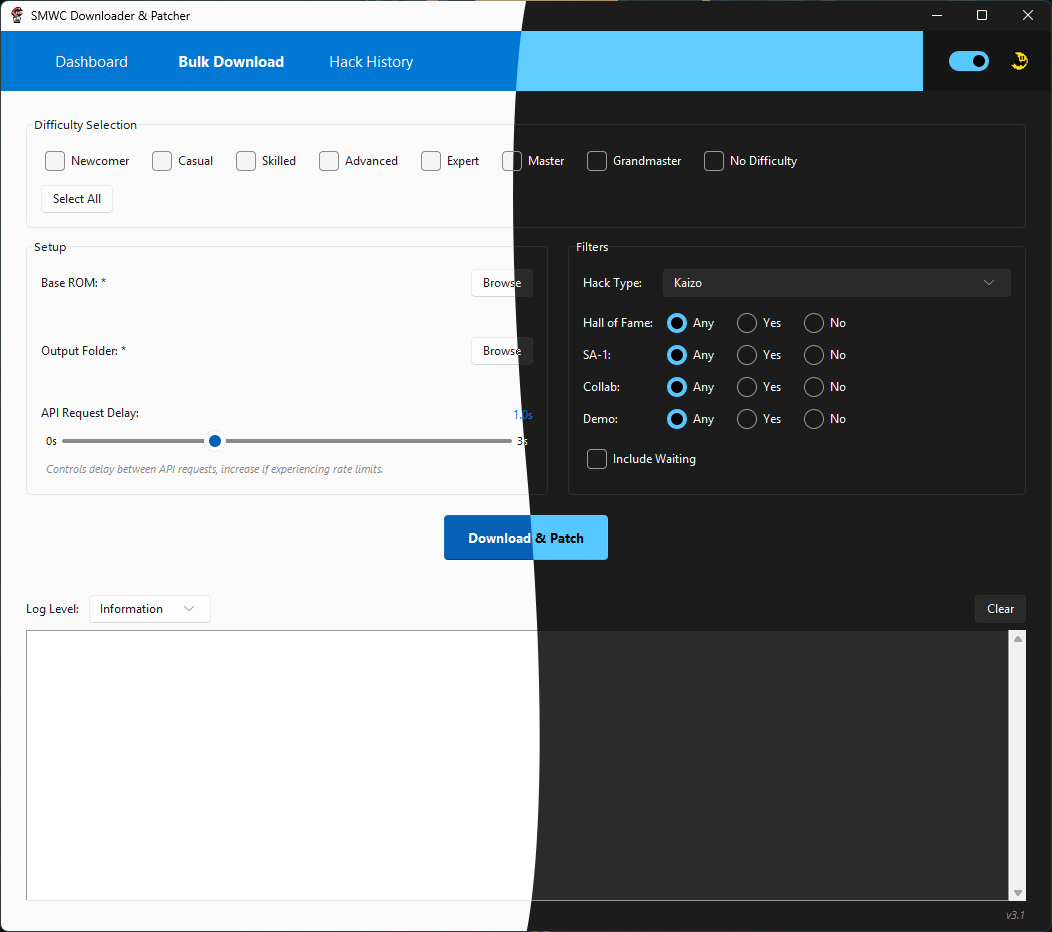 SMWC Downloader & Patcher
Dashboard Bulk Download Hack History
Difficulty Selection
Newcomer Casual Skilled Advanced Expert Master Grandmaster No Difficulty
Select All
Setup
Base ROM: * Browse
Output Folder: * Browse
API Request Delay: 1.0s
0s 3s
Controls delay between API requests, increase if experiencing rate limits.
Filters
Hack Type: Kaizo
Hall of Fame: Any Yes No
SA-1: Any Yes No
Collab: Any Yes No
Demo: Any Yes No
Include Waiting
Download & Patch
Log Level: Information Clear
v3.1